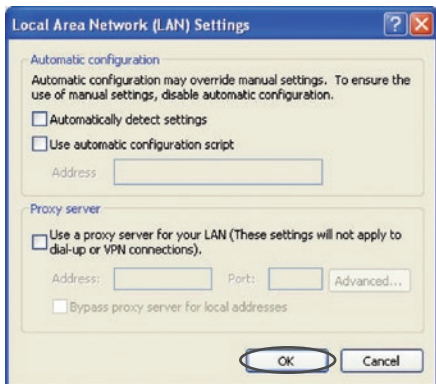 Local Area Network (LAN) Settings
Automatic configuration
Automatic configuration may override manual settings. To ensure the
use of manual settings, disable automatic configuration.
Automatically detect settings
Use automatic configuration script
Address
Proxy server
Use a proxy server for your LAN (These settings will not apply to
dial-up or VPN connections).
Address:
Port:
Advanced...
Bypass proxy server for local addresses
OK
Cancel